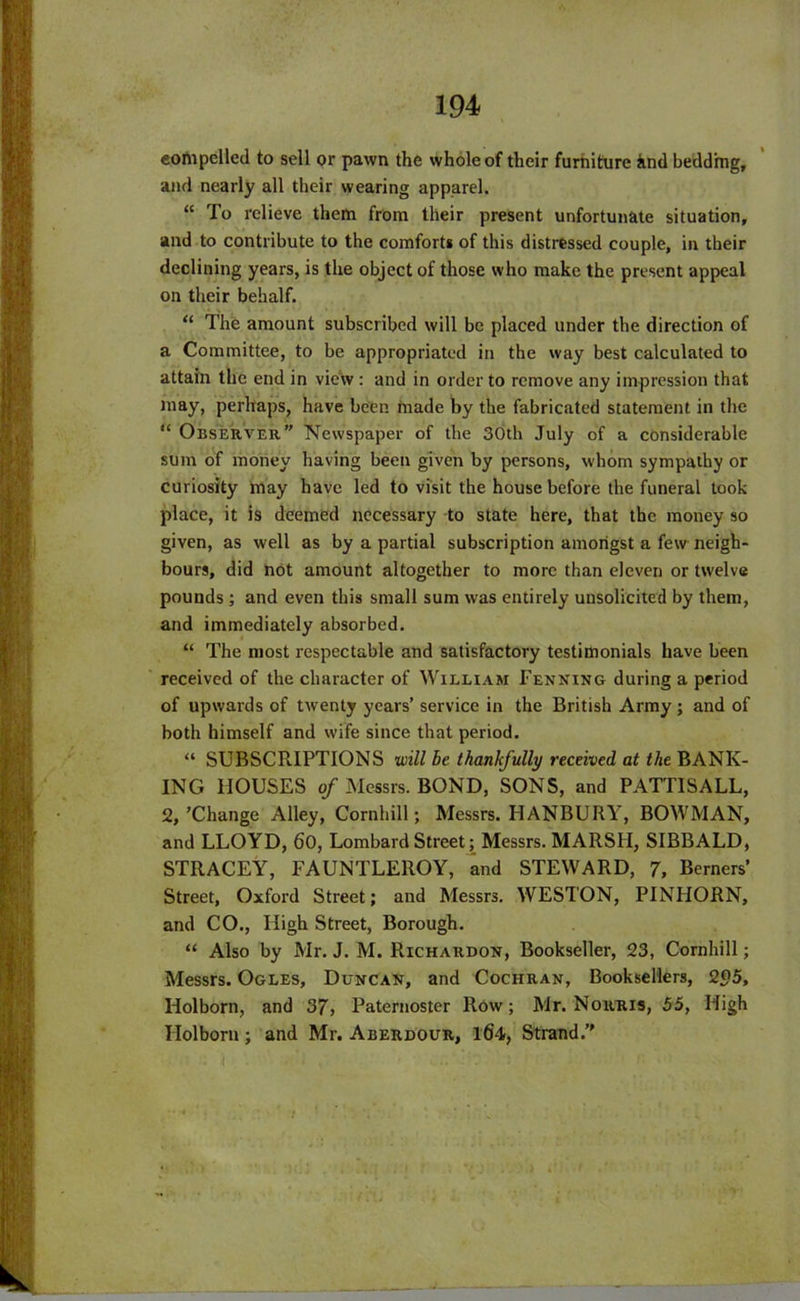 194
compelled to sell or pawn the whole of their furniture and bedding,
and nearly all their wearing apparel.
“ To relieve them from their present unfortunate situation,
and to contribute to the comforts of this distressed couple, in their
declining years, is the object of those who make the present appeal
on their behalf.
“ The amount subscribed will be placed under the direction of
a Committee, to be appropriated in the way best calculated to
attain the end in view : and in order to remove any impression that
may, perhaps, have been made by the fabricated statement in the
“ Observer” Newspaper of the 30th July of a considerable
sum of money having been given by persons, whom sympathy or
curiosity may have led to visit the house before the funeral took
place, it is deemed necessary to state here, that the money so
given, as well as by a partial subscription amongst a few neigh-
bours, did not amount altogether to more than eleven or twelve
pounds ; and even this small sum was entirely unsolicited by them,
and immediately absorbed.
“ The most respectable and satisfactory testimonials have been
received of the character of William Fenning during a period
of upwards of twenty years’ service in the British Army ; and of
both himself and wife since that period.
“ SUBSCRIPTIONS will be thankfully received at the BANK-
ING HOUSES of Messrs. BOND, SONS, and PATTISALL,
2, ’Change Alley, Cornhill ; Messrs. HANBURY, BOWMAN,
and LLOYD, 60, Lombard Street ; Messrs. MARSH, SIBBALD,
STRACEY, FAUNTLEROY, and STEWARD, 7, Berners’
Street, Oxford Street; and Messrs. WESTON, PINHORN,
and CO., High Street, Borough.
“ Also by Mr. J. M. Richardon, Bookseller, 23, Cornhill ;
Messrs. Ogles, Duncan, and Cochran, Booksellers, 295,
Holborn, and 37, Paternoster Row ; Mr. Norris, 55, High
Holborn ; and Mr. Aberdour, 164, Strand.”